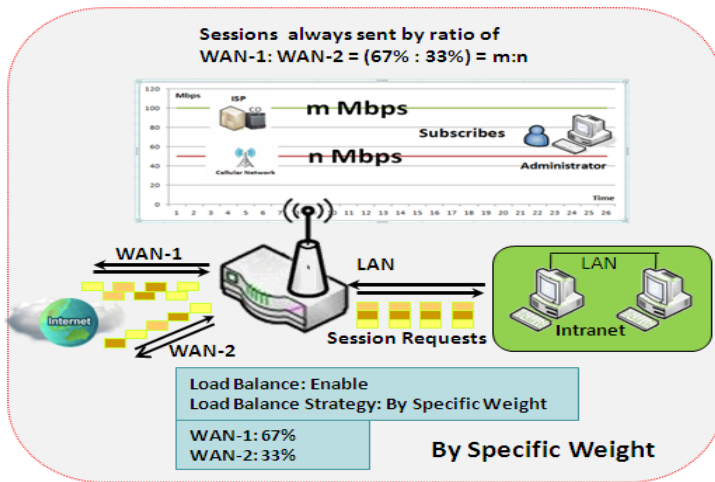 Sessions always sent by ratio of
WAN-1: WAN-2 = (67% : 33%) = m:n
120
Mbps
ISP
100
CO
m Mbps
80
Subscribes
60
n Mbps
40
Administrator
Cellular Network
20
Time
0
1 2 3 4 5 6 7 9 10 11 12 13 14 15 16 17 18 19 20 21 22 23 24 25 26
WAN-1
LAN
LAN
Internet
Intranet
WAN-2
Session Requests
Load Balance: Enable
Load Balance Strategy: By Specific Weight
WAN-1: 67%
WAN-2: 33%
By Specific Weight